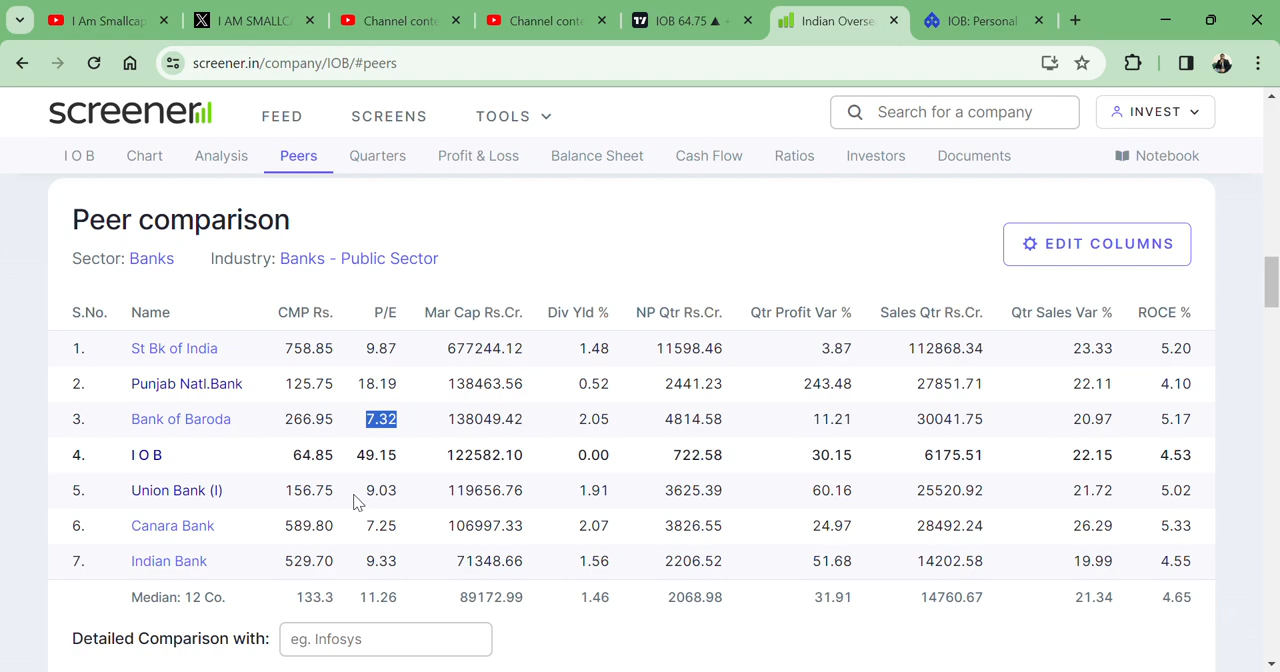 I Am Smallcap
I AM SMALLC
Channel conte
Channel conte
IOB 64.75 ▲ +
Indian Overse
IOB: Personal
screener.in/company/IOB/#peers
screener
FEED
SCREENS
TOOLS
Search for a company
INVEST
I O B
Chart
Analysis
Peers
Quarters
Profit & Loss
Balance Sheet
Cash Flow
Ratios
Investors
Documents
Notebook
Peer comparison
Sector: Banks Industry: Banks - Public Sector
EDIT COLUMNS
S.No. Name CMP Rs. P/E Mar Cap Rs.Cr. Div Yld % NP Qtr Rs.Cr. Qtr Profit Var % Sales Qtr Rs.Cr. Qtr Sales Var % ROCE %
1. St Bk of India 758.85 9.87 677244.12 1.48 11598.46 3.87 112868.34 23.33 5.20
2. Punjab Natl.Bank 125.75 18.19 138463.56 0.52 2441.23 243.48 27851.71 22.11 4.10
3. Bank of Baroda 266.95 7.32 138049.42 2.05 4814.58 11.21 30041.75 20.97 5.17
4. I O B 64.85 49.15 122582.10 0.00 722.58 30.15 6175.51 22.15 4.53
5. Union Bank (I) 156.75 9.03 119656.76 1.91 3625.39 60.16 25520.92 21.72 5.02
6. Canara Bank 589.80 7.25 106997.33 2.07 3826.55 24.97 28492.24 26.29 5.33
7. Indian Bank 529.70 9.33 71348.66 1.56 2206.52 51.68 14202.58 19.99 4.55
Median: 12 Co. 133.3 11.26 89172.99 1.46 2068.98 31.91 14760.67 21.34 4.65
Detailed Comparison with: eg. Infosys